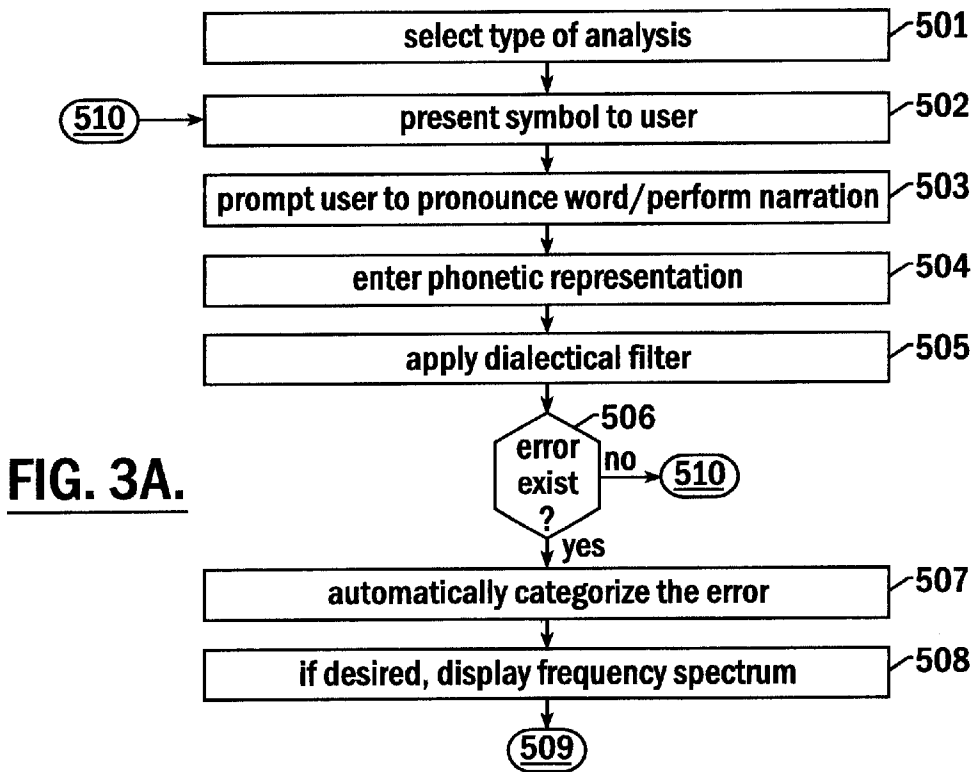 select type of analysis 501
510 present symbol to user 502
prompt user to pronounce word/perform narration 503
enter phonetic representation 504
apply dialectical filter 505
506
error
exist
?
no 510
yes
FIG. 3A.
automatically categorize the error 507
if desired, display frequency spectrum 508
509